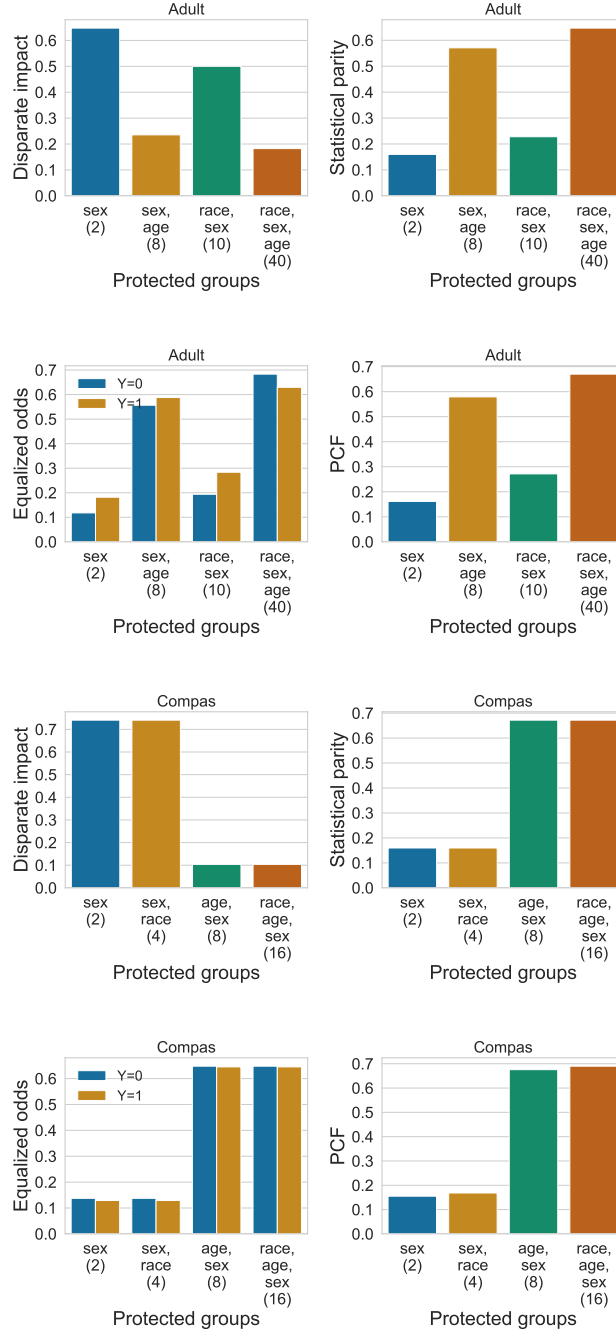 Adult
Disparate impact
0.6
0.5
0.4
0.3
0.2
0.1
0.0
sex
(2)
sex,
age
(8)
race,
sex
(10)
race,
sex,
age
(40)
Protected groups
Adult
Statistical parity
0.6
0.5
0.4
0.3
0.2
0.1
0.0
sex
(2)
sex,
age
(8)
race,
sex
(10)
race,
sex,
age
(40)
Protected groups
Adult
Equalized odds
0.7
0.6
0.5
0.4
0.3
0.2
0.1
0.0
Y=0
Y=1
sex
(2)
sex,
age
(8)
race,
sex
(10)
race,
sex,
age
(40)
Protected groups
Adult
PCF
0.7
0.6
0.5
0.4
0.3
0.2
0.1
0.0
sex
(2)
sex,
age
(8)
race,
sex
(10)
race,
sex,
age
(40)
Protected groups
Compas
Disparate impact
0.7
0.6
0.5
0.4
0.3
0.2
0.1
0.0
sex
(2)
sex,
race
(4)
age,
sex
(8)
race,
age,
sex
(16)
Protected groups
Compas
Statistical parity
0.7
0.6
0.5
0.4
0.3
0.2
0.1
0.0
sex
(2)
sex,
race
(4)
age,
sex
(8)
race,
age,
sex
(16)
Protected groups
Compas
Equalized odds
0.6
0.5
0.4
0.3
0.2
0.1
0.0
Y=0
Y=1
sex
(2)
sex,
race
(4)
age,
sex
(8)
race,
age,
sex
(16)
Protected groups
Compas
PCF
0.7
0.6
0.5
0.4
0.3
0.2
0.1
0.0
sex
(2)
sex,
race
(4)
age,
sex
(8)
race,
age,
sex
(16)
Protected groups